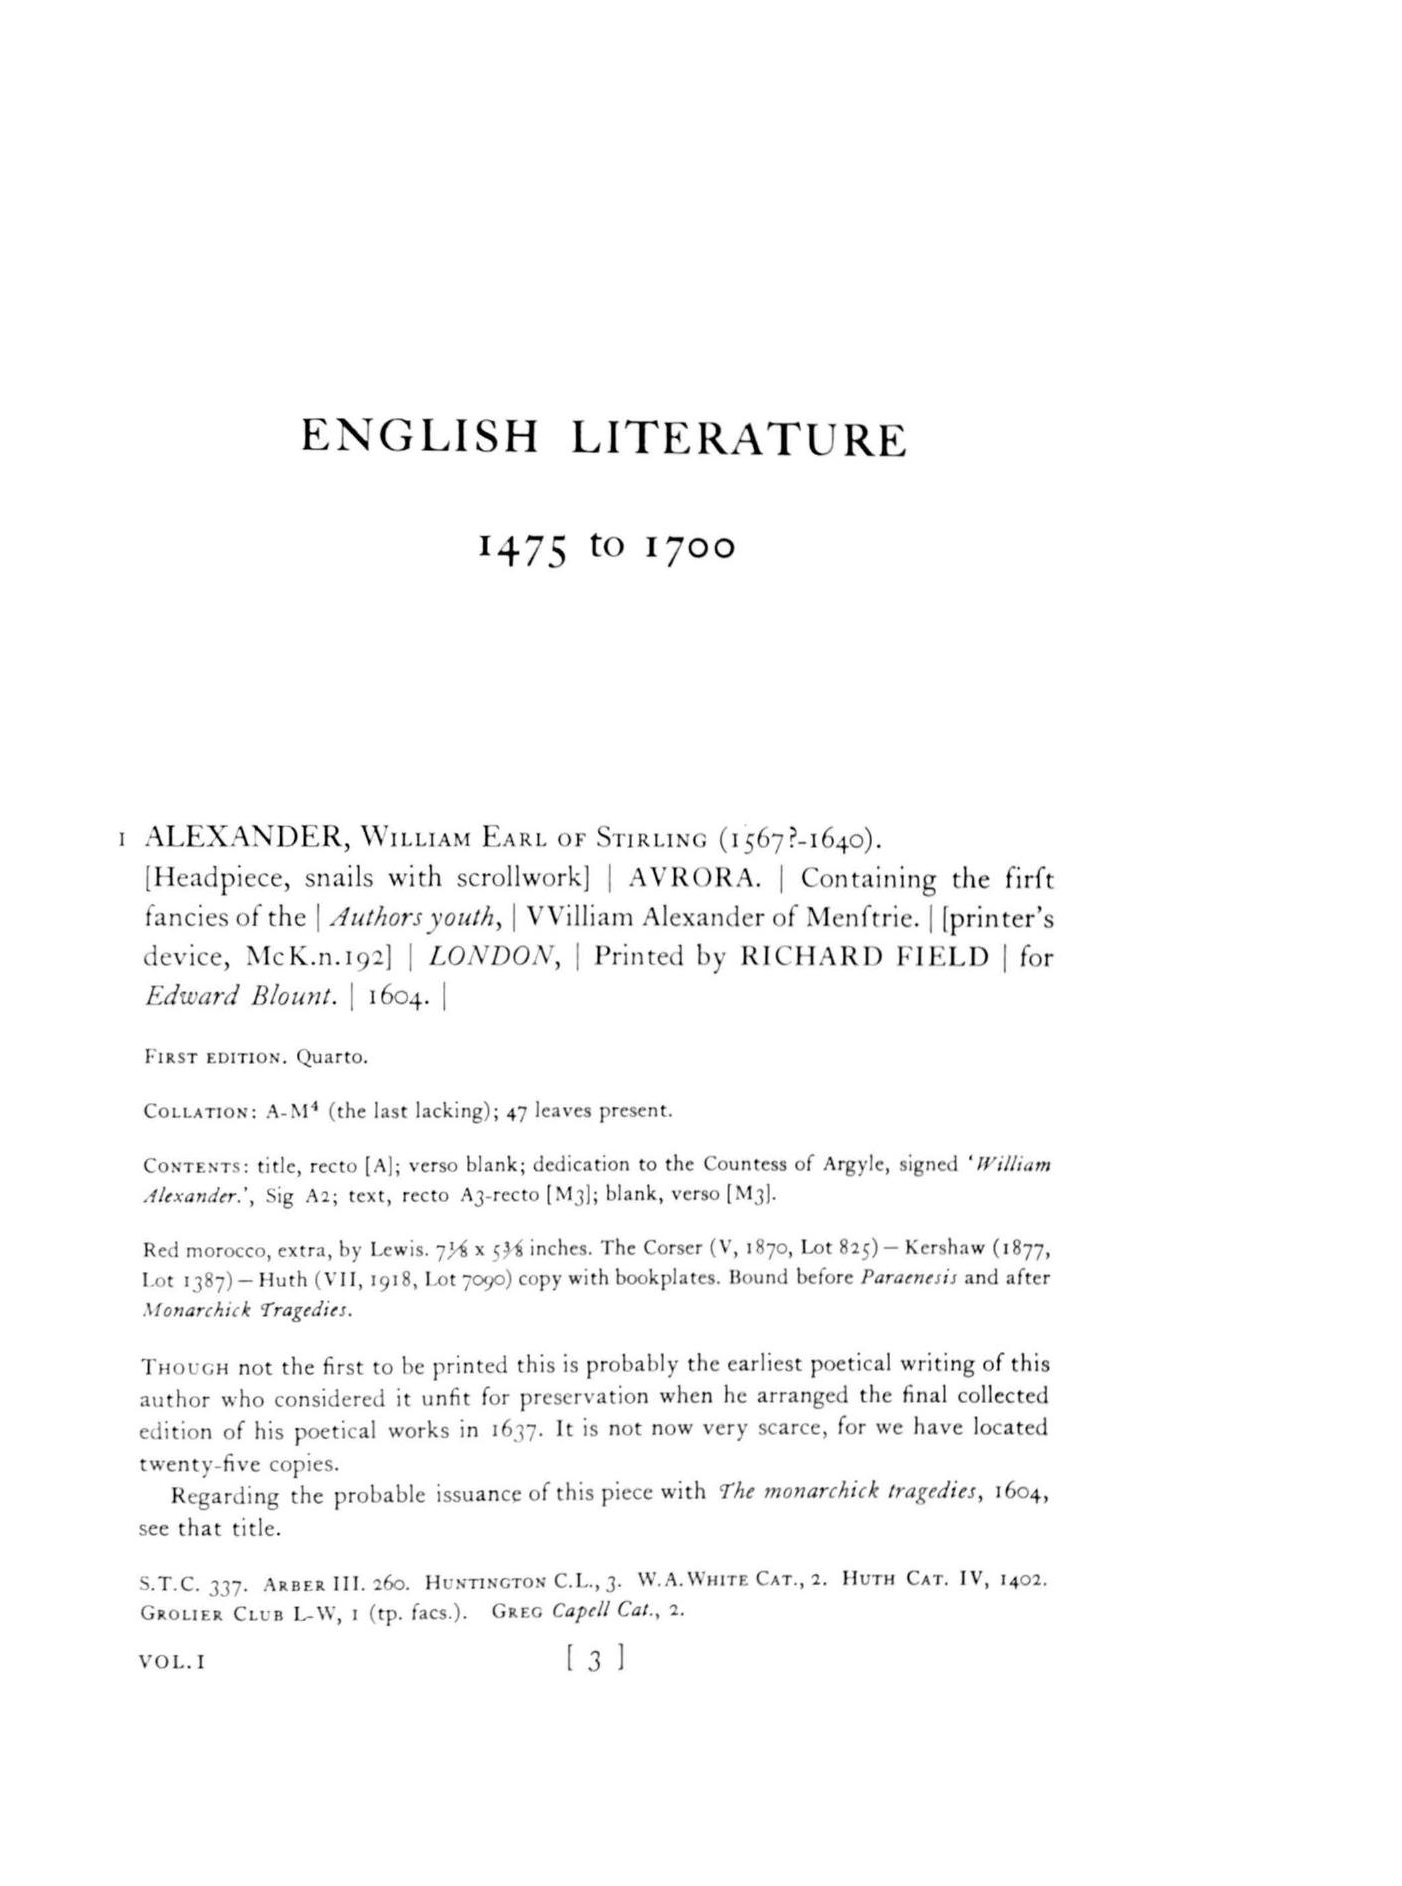 ENGLISH LITERATURE
1475 to 1700
1 ALEXANDER, WILLIAM EARL OF STIRLING (1567?-1640).
[Headpiece, snails with scrollwork] | AVRORA. | Containing the firſt
fancies of the | Authors youth, | VVilliam Alexander of Menſtrie. | [printer's
device, McK.n.192] | LONDON, | Printed by RICHARD FIELD | for
Edward Blount. | 1604. |
FIRST EDITION. Quarto.
COLLATION: A-M⁴ (the last lacking); 47 leaves present.
CONTENTS: title, recto [A]; verso blank; dedication to the Countess of Argyle, signed 'William
Alexander.', Sig A2; text, recto A3-recto [M3]; blank, verso [M3].
Red morocco, extra, by Lewis. 7⅛ x 5⅜ inches. The Corser (V, 1870, Lot 825) — Kershaw (1877,
Lot 1387) — Huth (VII, 1918, Lot 7090) copy with bookplates. Bound before Paraenesis and after
Monarchick Tragedies.
THOUGH not the first to be printed this is probably the earliest poetical writing of this
author who considered it unfit for preservation when he arranged the final collected
edition of his poetical works in 1637. It is not now very scarce, for we have located
twenty-five copies.
Regarding the probable issuance of this piece with The monarchick tragedies, 1604,
see that title.
S.T.C. 337. ARBER III. 260. HUNTINGTON C.L., 3. W.A.WHITE CAT., 2. HUTH CAT. IV, 1402.
GROLIER CLUB L-W, 1 (tp. facs.). GREG Capell Cat., 2.
VOL.I [ 3 ]